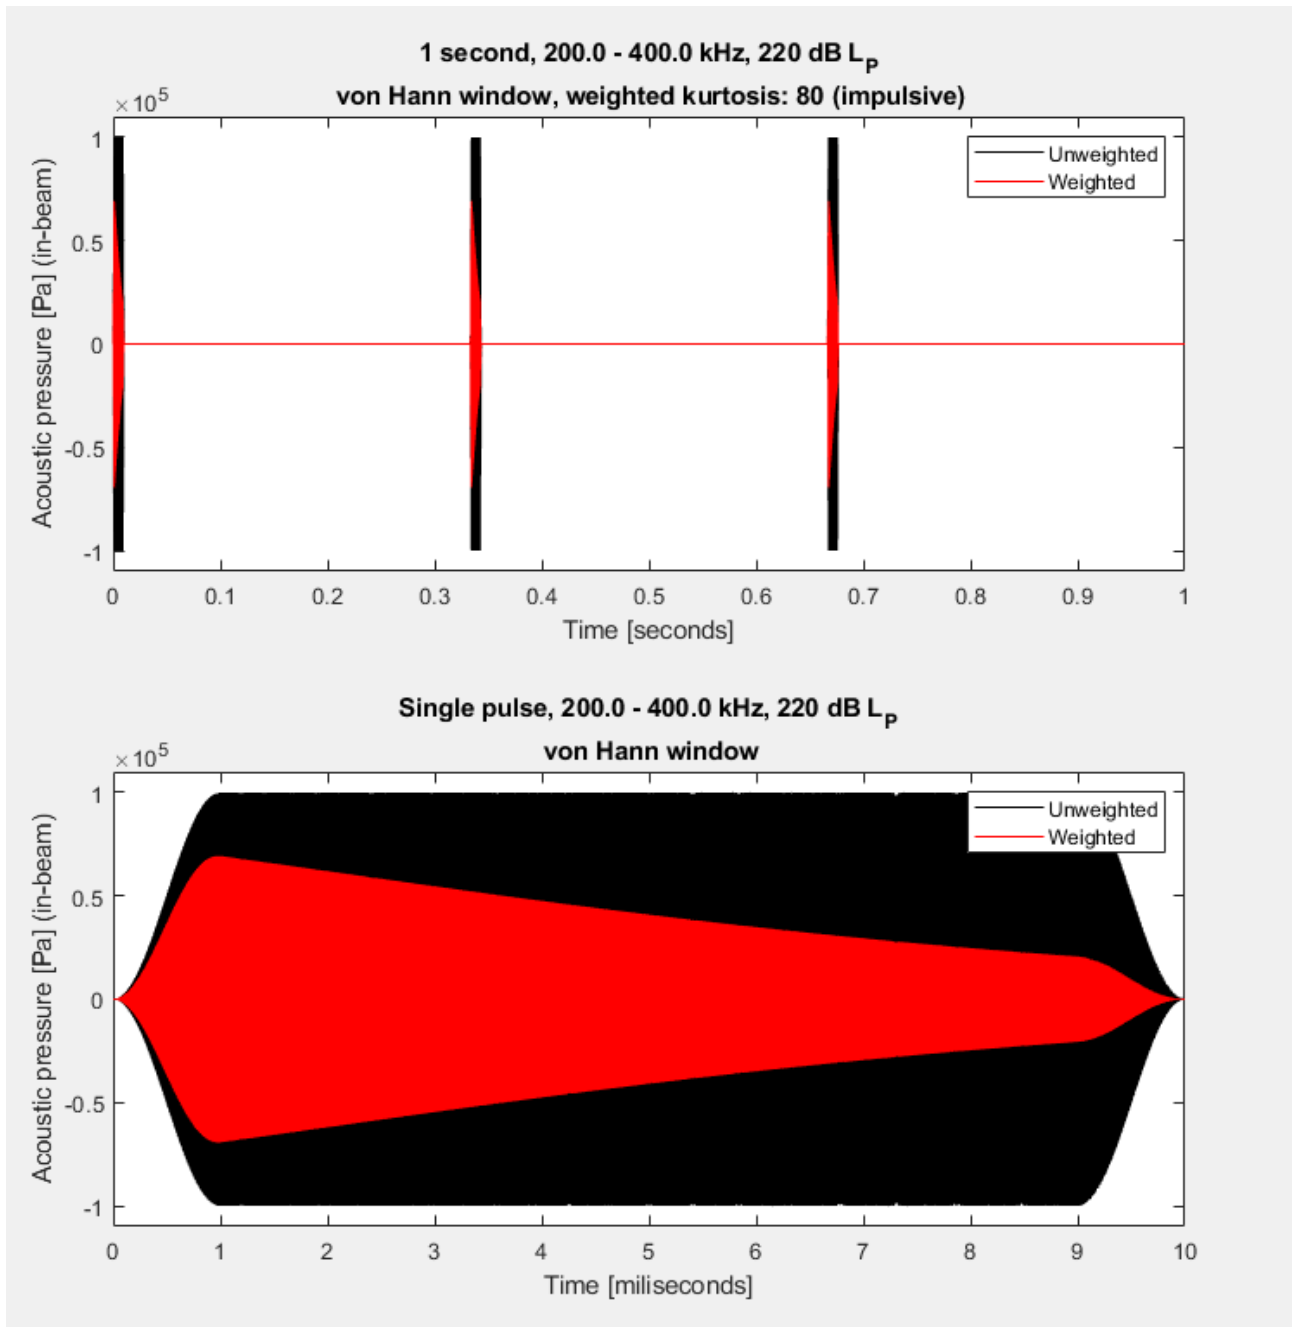 1 second, 200.0 - 400.0 kHz, 220 dB L_P
von Hann window, weighted kurtosis: 80 (impulsive)
×10^5
Acoustic pressure [Pa] (in-beam)
1
0.5
0
-0.5
-1
Unweighted
Weighted
0 0.1 0.2 0.3 0.4 0.5 0.6 0.7 0.8 0.9 1
Time [seconds]
Single pulse, 200.0 - 400.0 kHz, 220 dB L_P
von Hann window
×10^5
Acoustic pressure [Pa] (in-beam)
1
0.5
0
-0.5
-1
Unweighted
Weighted
0 1 2 3 4 5 6 7 8 9 10
Time [miliseconds]